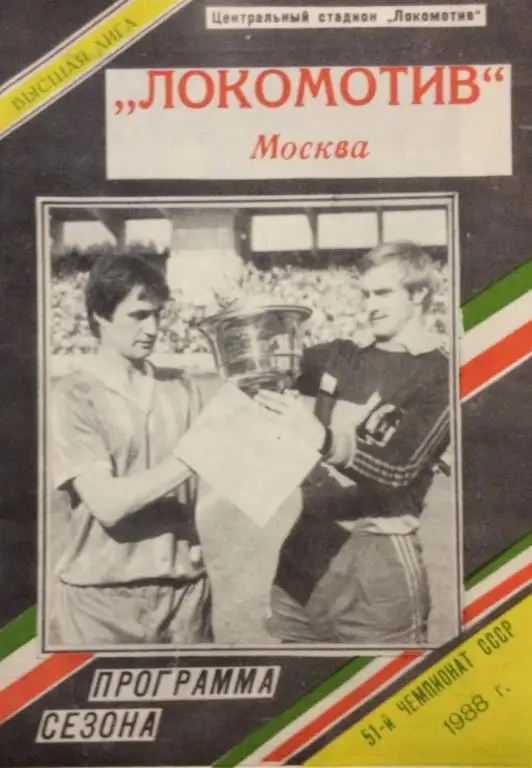 ВЫСШАЯ ЛИГА
Центральный стадион „Локомотив"
„ЛОКОМОТИВ"
Москва
ПРОГРАММА
СЕЗОНА
51-й ЧЕМПИОНАТ СССР
1988 г.